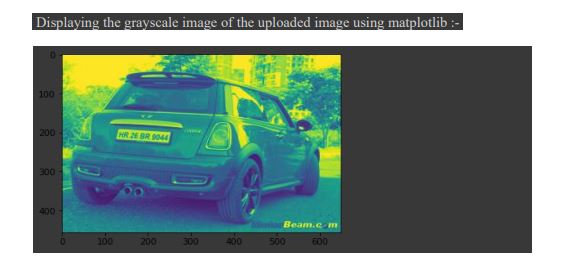 Displaying the grayscale image of the uploaded image using matplotlib :-
0
100
200
300
400
HR 26 BR 9044
Beam.c m
0 100 200 300 400 500 600